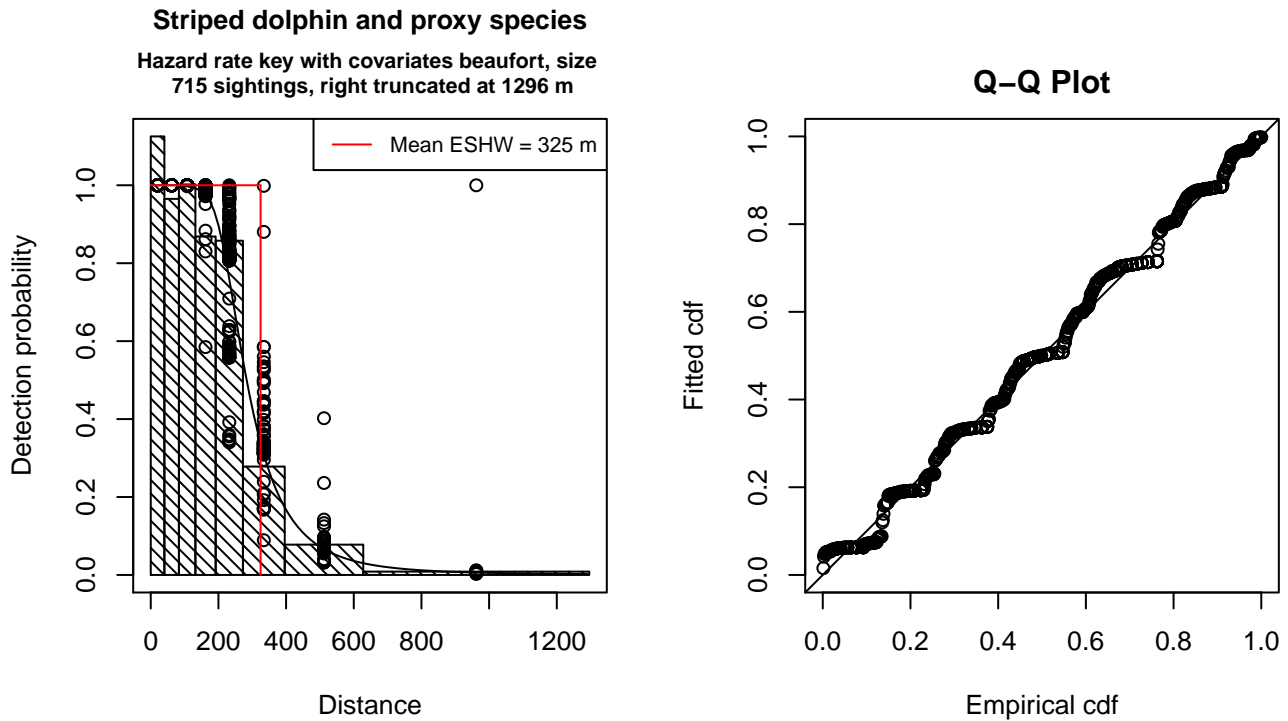 Striped dolphin and proxy species
Hazard rate key with covariates beaufort, size
715 sightings, right truncated at 1296 m
Mean ESHW = 325 m
Detection probability
1.0
0.8
0.6
0.4
0.2
0.0
0 200 400 600 800 1200
Distance
Q−Q Plot
Fitted cdf
1.0
0.8
0.6
0.4
0.2
0.0
0.0 0.2 0.4 0.6 0.8 1.0
Empirical cdf